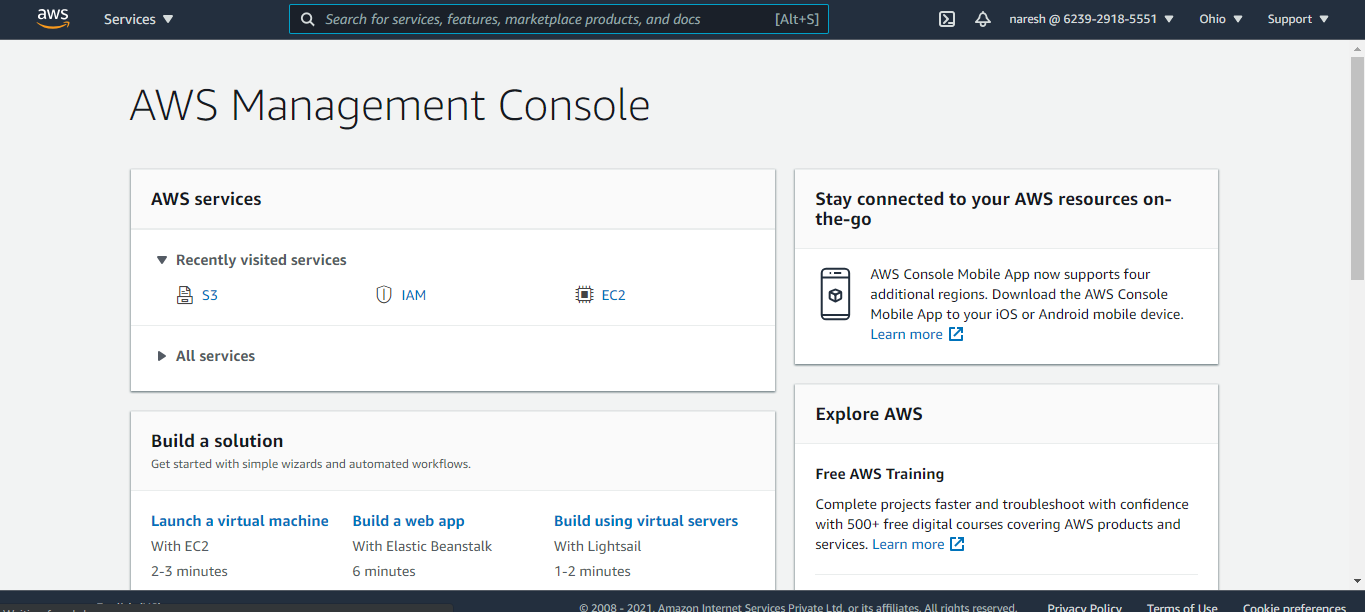 aws
Services
Search for services, features, marketplace products, and docs [Alt+S]
naresh @ 6239-2918-5551
Ohio
Support
AWS Management Console
AWS services
Recently visited services
S3
IAM
EC2
All services
Build a solution
Get started with simple wizards and automated workflows.
Launch a virtual machine
With EC2
2-3 minutes
Build a web app
With Elastic Beanstalk
6 minutes
Build using virtual servers
With Lightsail
1-2 minutes
Stay connected to your AWS resources on-
the-go
AWS Console Mobile App now supports four
additional regions. Download the AWS Console
Mobile App to your iOS or Android mobile device.
Learn more
Explore AWS
Free AWS Training
Complete projects faster and troubleshoot with confidence
with 500+ free digital courses covering AWS products and
services. Learn more
© 2008 - 2021, Amazon Internet Services Private Ltd. or its affiliates. All rights reserved.
Privacy Policy
Terms of Use
Cookie preferences